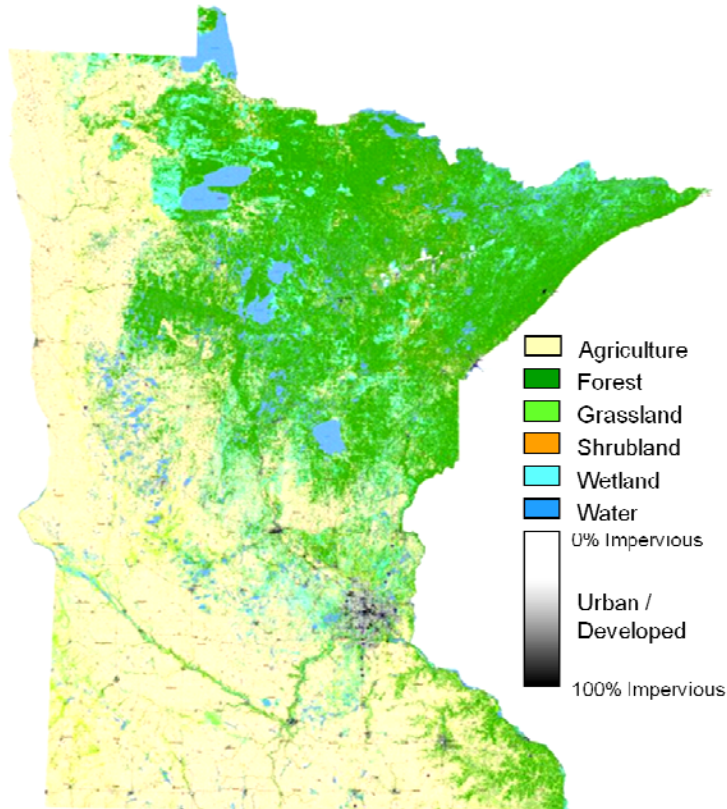 Agriculture
Forest
Grassland
Shrubland
Wetland
Water
0% Impervious
Urban /
Developed
100% Impervious